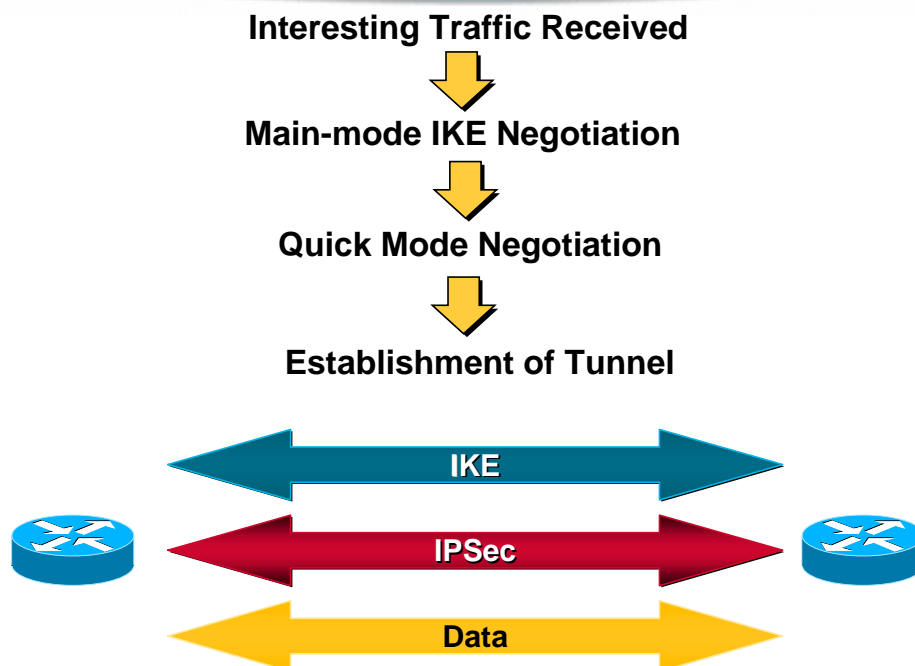 Interesting Traffic Received
Main-mode IKE Negotiation
Quick Mode Negotiation
Establishment of Tunnel
IKE
IPSec
Data